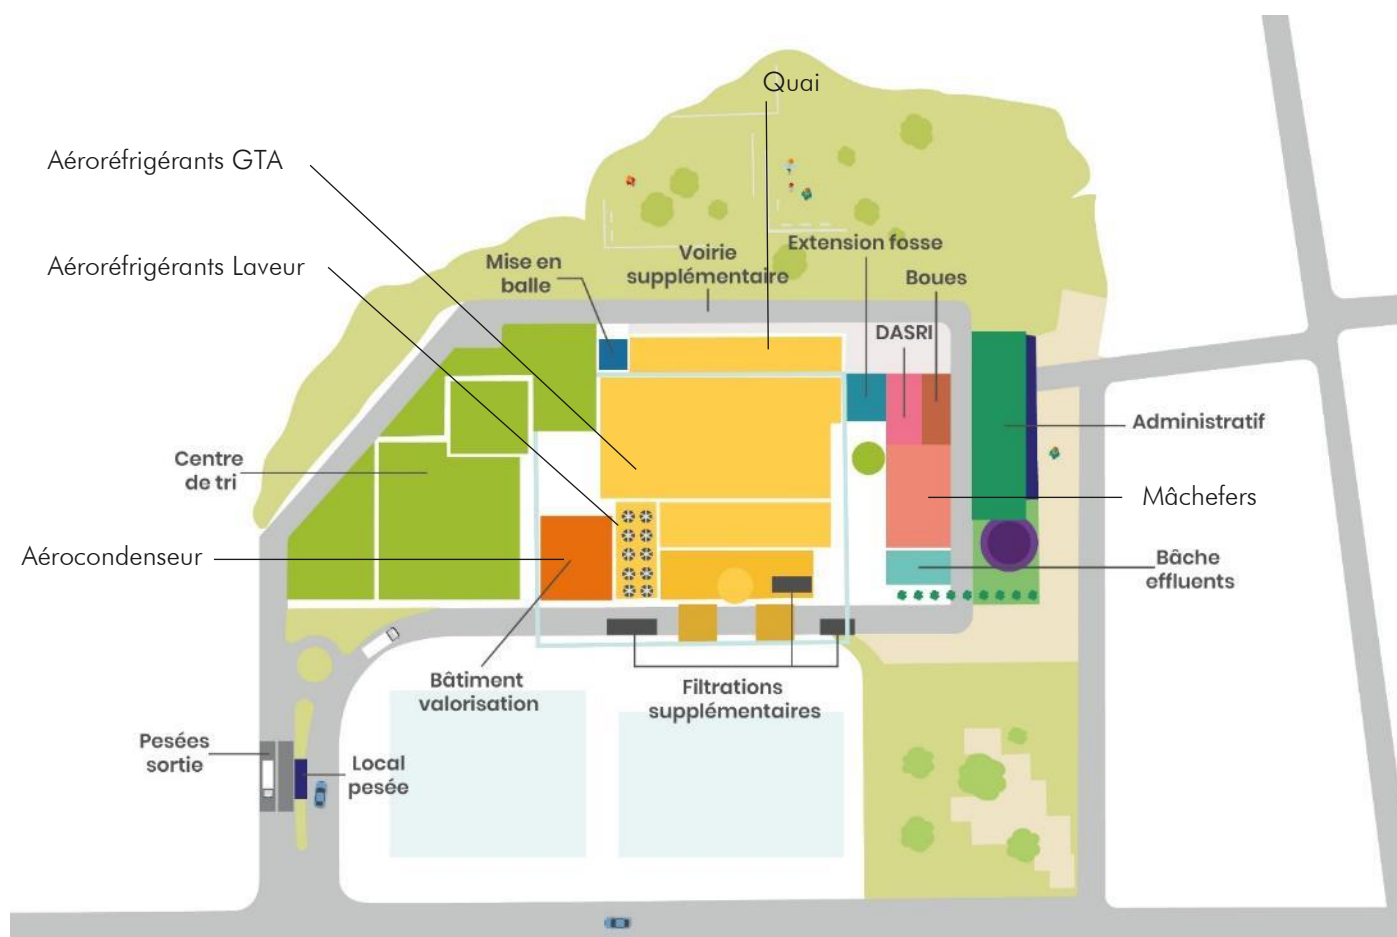 Quai
Aéroréfrigérants GTA
Extension fosse
Voirie
supplémentaire
Mise en
balle
Aéroréfrigérants Laveur
Boues
DASRI
Administratif
Centre
de tri
Mâchefers
Aérocondenseur
Bâche
effluents
Bâtiment
valorisation
Filtrations
supplémentaires
Pesées
sortie
Local
pesée